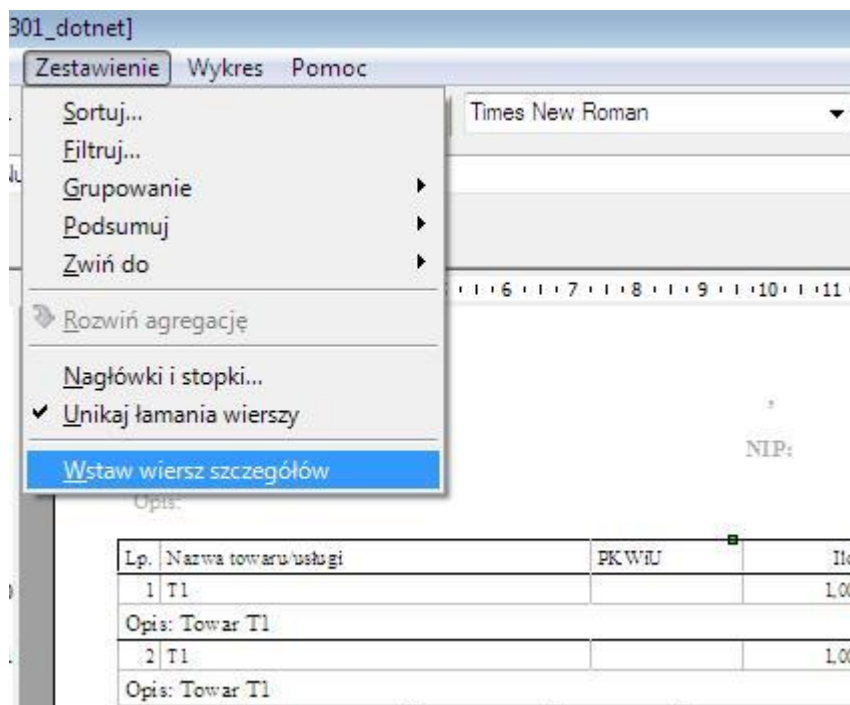 301_dotnet]
Zestawienie Wykres Pomoc
Sortuj... Times New Roman
Filtruj...
Grupowanie
Podsumuj
Zwiń do
6 7 8 9 10 11
Rozwiń agregację
Nagłówki i stopki...
Unikaj łamania wierszy
,
NIP:
Wstaw wiersz szczegółów
Opis:
Lp. Nazwa towaru/usługi PKWiU
1 T1 1,00
Opis: Towar T1
2 T1 1,00
Opis: Towar T1